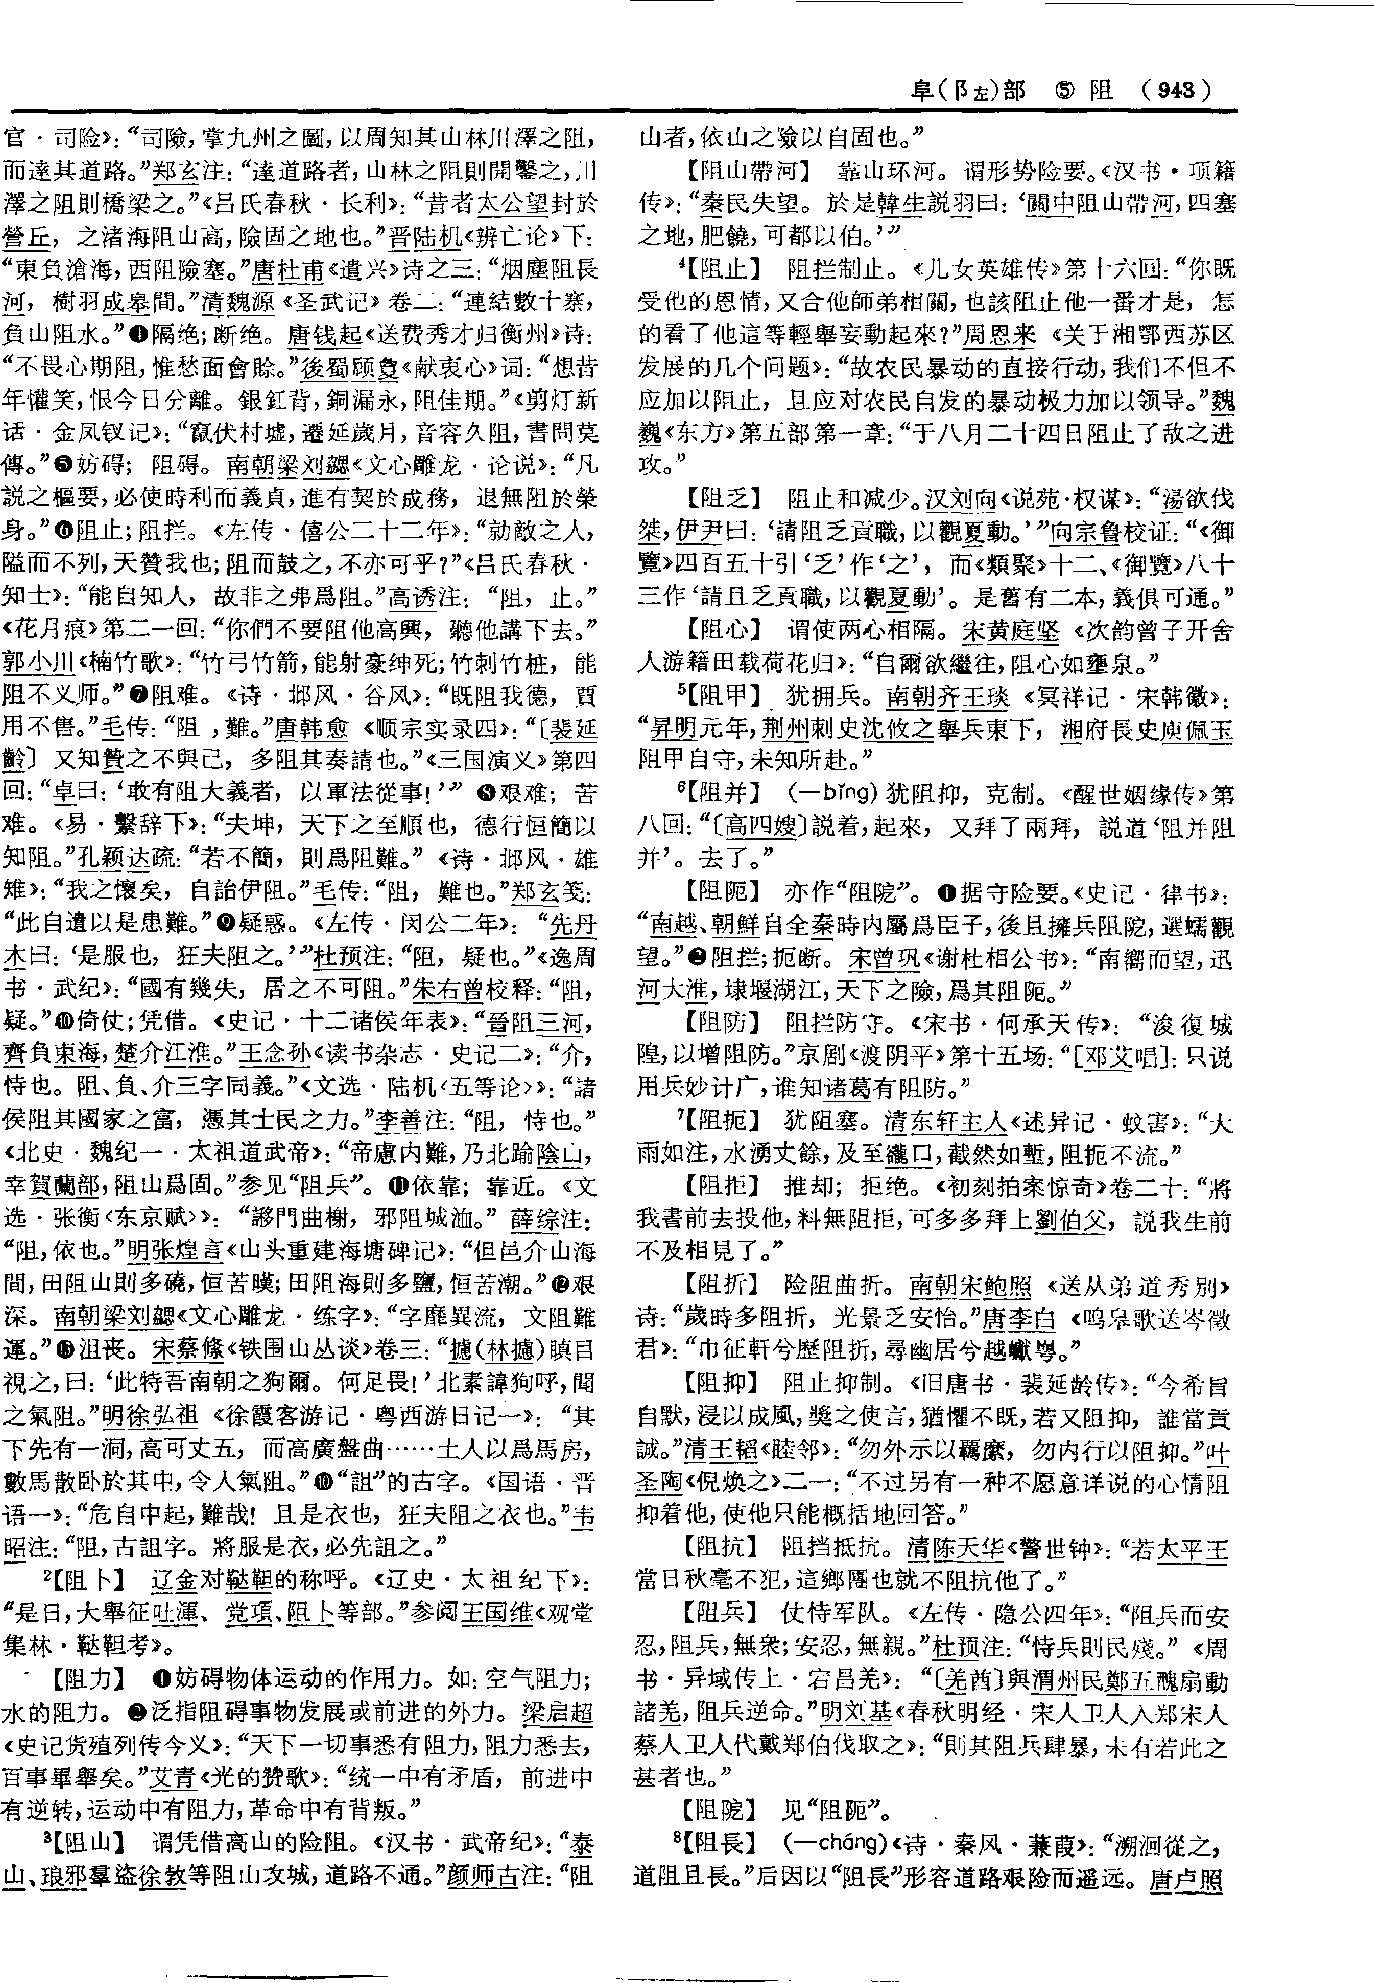 阜(阝左)部 ⑤ 阻 (943)
官·司险》：“司險，掌九州之圖，以周知其山林川澤之阻，
而達其道路。”郑玄注：“達道路者，山林之阻則開鑿之，川
澤之阻則橋梁之。”《吕氏春秋·长利》：“昔者太公望封於
營丘，之渚海阻山高，險固之地也。”晋陆机《辨亡论》下：
“東負滄海，西阻險塞。”唐杜甫《遣兴》诗之三：“烟塵阻長
河，樹羽成皋間。”清魏源《圣武记》卷二：“連結數十寨，
負山阻水。”❹隔绝；断绝。唐钱起《送费秀才归衡州》诗：
“不畏心期阻，惟愁面會賒。”後蜀顾敻《献衷心》词：“想昔
年懽笑，恨今日分離。銀釭背，銅漏永，阻佳期。”《剪灯新
话·金凤钗记》：“竄伏村墟，遷延歲月，音容久阻，書問莫
傳。”❺妨碍；阻碍。南朝梁刘勰《文心雕龙·论说》：“凡
説之樞要，必使時利而義貞，進有契於成務，退無阻於榮
身。”❻阻止；阻拦。《左传·僖公二十二年》：“勍敵之人，
隘而不列，天贊我也；阻而鼓之，不亦可乎？”《吕氏春秋·
知士》：“能自知人，故非之弗爲阻。”高诱注：“阻，止。”
《花月痕》第二一回：“你們不要阻他高興，聽他講下去。”
郭小川《楠竹歌》：“竹弓竹箭，能射豪绅死；竹刺竹桩，能
阻不义师。”❼阻难。《诗·邶风·谷风》：“既阻我德，賈
用不售。”毛传：“阻，難。”唐韩愈《顺宗实录四》：“〔裴延
齡〕又知贄之不與己，多阻其奏請也。”《三国演义》第四
回：“卓曰：‘敢有阻大義者，以軍法從事！’”❽艰难；苦
难。《易·繫辞下》：“夫坤，天下之至順也，德行恒簡以
知阻。”孔颖达疏：“若不簡，則爲阻難。”《诗·邶风·雄
雉》：“我之懷矣，自詒伊阻。”毛传：“阻，難也。”郑玄笺：
“此自遺以是患難。”❾疑惑。《左传·闵公二年》：“先丹
木曰：‘是服也，狂夫阻之。’”杜预注：“阻，疑也。”《逸周
书·武纪》：“國有幾失，居之不可阻。”朱右曾校释：“阻，
疑。”❿倚仗；凭借。《史记·十二诸侯年表》：“晉阻三河，
齊負東海，楚介江淮。”王念孙《读书杂志·史记二》：“介，
恃也。阻、負、介三字同義。”《文选·陆机〈五等论〉》：“諸
侯阻其國家之富，憑其士民之力。”李善注：“阻，恃也。”
《北史·魏纪一·太祖道武帝》：“帝慮内難，乃北踰陰山，
幸賀蘭部，阻山爲固。”参见“阻兵”。⓫依靠；靠近。《文
选·张衡〈东京赋〉》：“謻門曲榭，邪阻城洫。”薛综注：
“阻，依也。”明张煌言《山头重建海塘碑记》：“但邑介山海
間，田阻山則多磽，恒苦暵；田阻海則多鹽，恒苦潮。”⓬艰
深。南朝梁刘勰《文心雕龙·练字》：“字靡異流，文阻難
運。”⓭沮丧。宋蔡絛《铁围山丛谈》卷三：“攄(林攄)瞋目
視之，曰：‘此特吾南朝之狗爾。何足畏！’北素諱狗呼，聞
之氣阻。”明徐弘祖《徐霞客游记·粤西游日记一》：“其
下先有一洞，高可丈五，而高廣盤曲……土人以爲馬房，
數馬散卧於其中，令人氣阻。”⓮“詛”的古字。《国语·晋
语一》：“危自中起，難哉！且是衣也，狂夫阻之衣也。”韦
昭注：“阻，古詛字。將服是衣，必先詛之。”
²【阻卜】 辽金对鞑靼的称呼。《辽史·太祖纪下》：
“是日，大舉征吐渾、党項、阻卜等部。”参阅王国维《观堂
集林·鞑靼考》。
【阻力】 ❶妨碍物体运动的作用力。如：空气阻力；
水的阻力。❷泛指阻碍事物发展或前进的外力。梁启超
《史记货殖列传今义》：“天下一切事悉有阻力，阻力悉去，
百事畢舉矣。”艾青《光的赞歌》：“统一中有矛盾，前进中
有逆转，运动中有阻力，革命中有背叛。”
³【阻山】 谓凭借高山的险阻。《汉书·武帝纪》：“泰
山、琅邪羣盜徐敎等阻山攻城，道路不通。”颜师古注：“阻
山者，依山之險以自固也。”
【阻山帶河】 靠山环河。谓形势险要。《汉书·项籍
传》：“秦民失望。於是韓生説羽曰：‘關中阻山帶河，四塞
之地，肥饒，可都以伯。’”
⁴【阻止】 阻拦制止。《儿女英雄传》第十六回：“你既
受他的恩情，又合他師弟相關，也該阻止他一番才是，怎
的看了他這等輕舉妄動起來？”周恩来《关于湘鄂西苏区
发展的几个问题》：“故农民暴动的直接行动，我们不但不
应加以阻止，且应对农民自发的暴动极力加以领导。”魏
巍《东方》第五部第一章：“于八月二十四日阻止了敌之进
攻。”
【阻乏】 阻止和减少。汉刘向《说苑·权谋》：“湯欲伐
桀，伊尹曰：‘請阻乏貢職，以觀夏動。’”向宗鲁校证：“《御
覽》四百五十引‘乏’作‘之’，而《類聚》十二、《御覽》八十
三作‘請且乏貢職，以觀夏動’。是舊有二本，義俱可通。”
【阻心】 谓使两心相隔。宋黄庭坚《次韵曾子开舍
人游籍田载荷花归》：“自爾欲繼往，阻心如壅泉。”
⁵【阻甲】 犹拥兵。南朝齐王琰《冥祥记·宋韩徽》：
“昇明元年，荆州刺史沈攸之舉兵東下，湘府長史庾佩玉
阻甲自守，未知所赴。”
⁶【阻并】 (—bǐng)犹阻抑，克制。《醒世姻缘传》第
八回：“〔高四嫂〕説着，起來，又拜了兩拜，説道‘阻并阻
并’。去了。”
【阻阨】 亦作“阻陒”。❶据守险要。《史记·律书》：
“南越、朝鮮自全秦時内屬爲臣子，後且擁兵阻阸，選蠕觀
望。”❷阻拦；扼断。宋曾巩《谢杜相公书》：“南嚮而望，迅
河大淮，埭堰湖江，天下之險，爲其阻阨。”
【阻防】 阻拦防守。《宋书·何承天传》：“浚復城
隍，以增阻防。”京剧《渡阴平》第十五场：“[邓艾唱]：只说
用兵妙计广，谁知诸葛有阻防。”
⁷【阻扼】 犹阻塞。清东轩主人《述异记·蚊害》：“大
雨如注，水湧丈餘，及至巃口，截然如塹，阻扼不流。”
【阻拒】 推却；拒绝。《初刻拍案惊奇》卷二十：“將
我書前去投他，料無阻拒，可多多拜上劉伯父，説我生前
不及相見了。”
【阻折】 险阻曲折。南朝宋鲍照《送从弟道秀别》
诗：“歲時多阻折，光景乏安怡。”唐李白《鸣皋歌送岑徵
君》：“巾征軒兮歷阻折，尋幽居兮越巘崿。”
【阻抑】 阻止抑制。《旧唐书·裴延龄传》：“今希旨
自默，浸以成風，獎之使言，猶懼不既，若又阻抑，誰當貢
誠。”清王韬《睦邻》：“勿外示以羈縻，勿内行以阻抑。”叶
圣陶《倪焕之》二一：“不过另有一种不愿意详说的心情阻
抑着他，使他只能概括地回答。”
【阻抗】 阻挡抵抗。清陈天华《警世钟》：“若太平王
當日秋毫不犯，這鄉團也就不阻抗他了。”
【阻兵】 仗恃军队。《左传·隐公四年》：“阻兵而安
忍，阻兵，無衆；安忍，無親。”杜预注：“恃兵則民殘。”《周
书·异域传上·宕昌羌》：“〔羌酋〕與渭州民鄭五醜扇動
諸羌，阻兵逆命。”明刘基《春秋明经·宋人卫人入郑宋人
蔡人卫人代戴郑伯伐取之》：“則其阻兵肆暴，未有若此之
甚者也。”
【阻陒】 见“阻阨”。
⁸【阻長】 (—cháng)《诗·秦风·蒹葭》：“溯洄從之，
道阻且長。”后因以“阻長”形容道路艰险而遥远。唐卢照